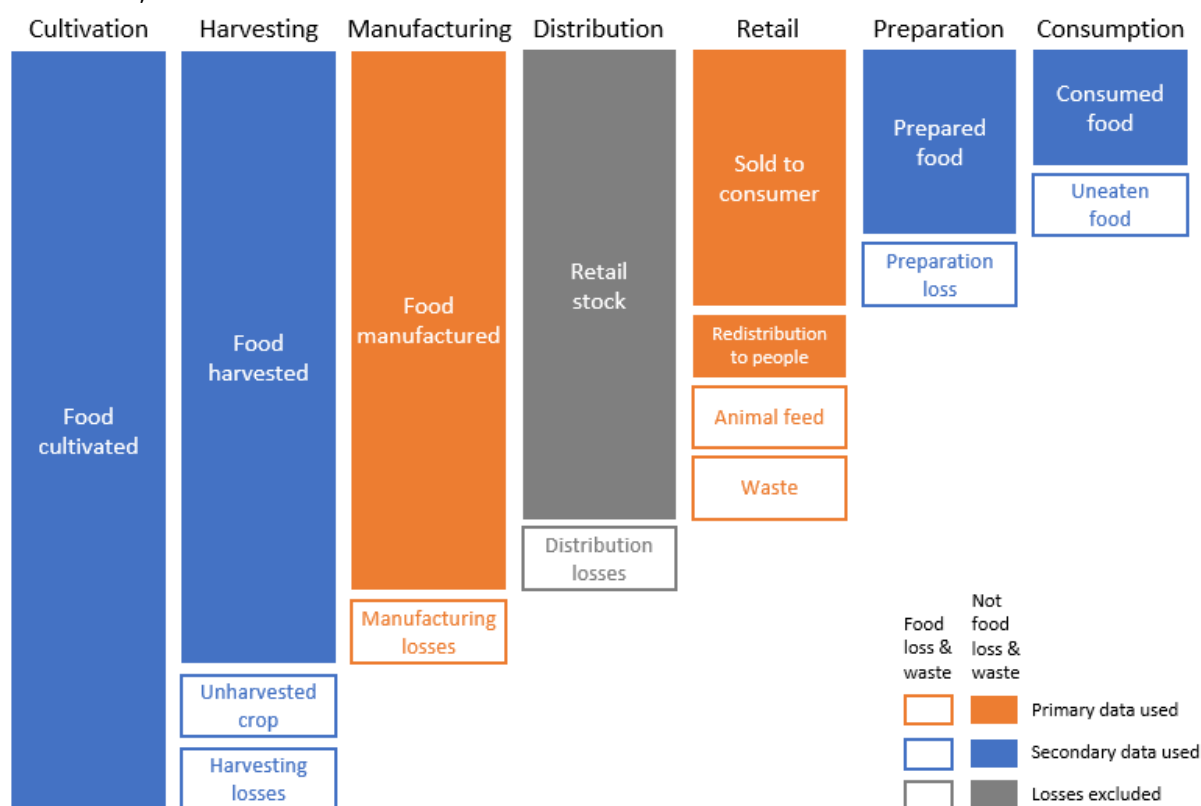 Cultivation Harvesting Manufacturing Distribution Retail Preparation Consumption
Food
cultivated
Food
harvested
Unharvested
crop
Harvesting
losses
Food
manufactured
Manufacturing
losses
Retail
stock
Distribution
losses
Sold to
consumer
Redistribution
to people
Animal feed
Waste
Prepared
food
Preparation
loss
Consumed
food
Uneaten
food
Food
loss &
waste
Not
food
loss &
waste
Primary data used
Secondary data used
Losses excluded